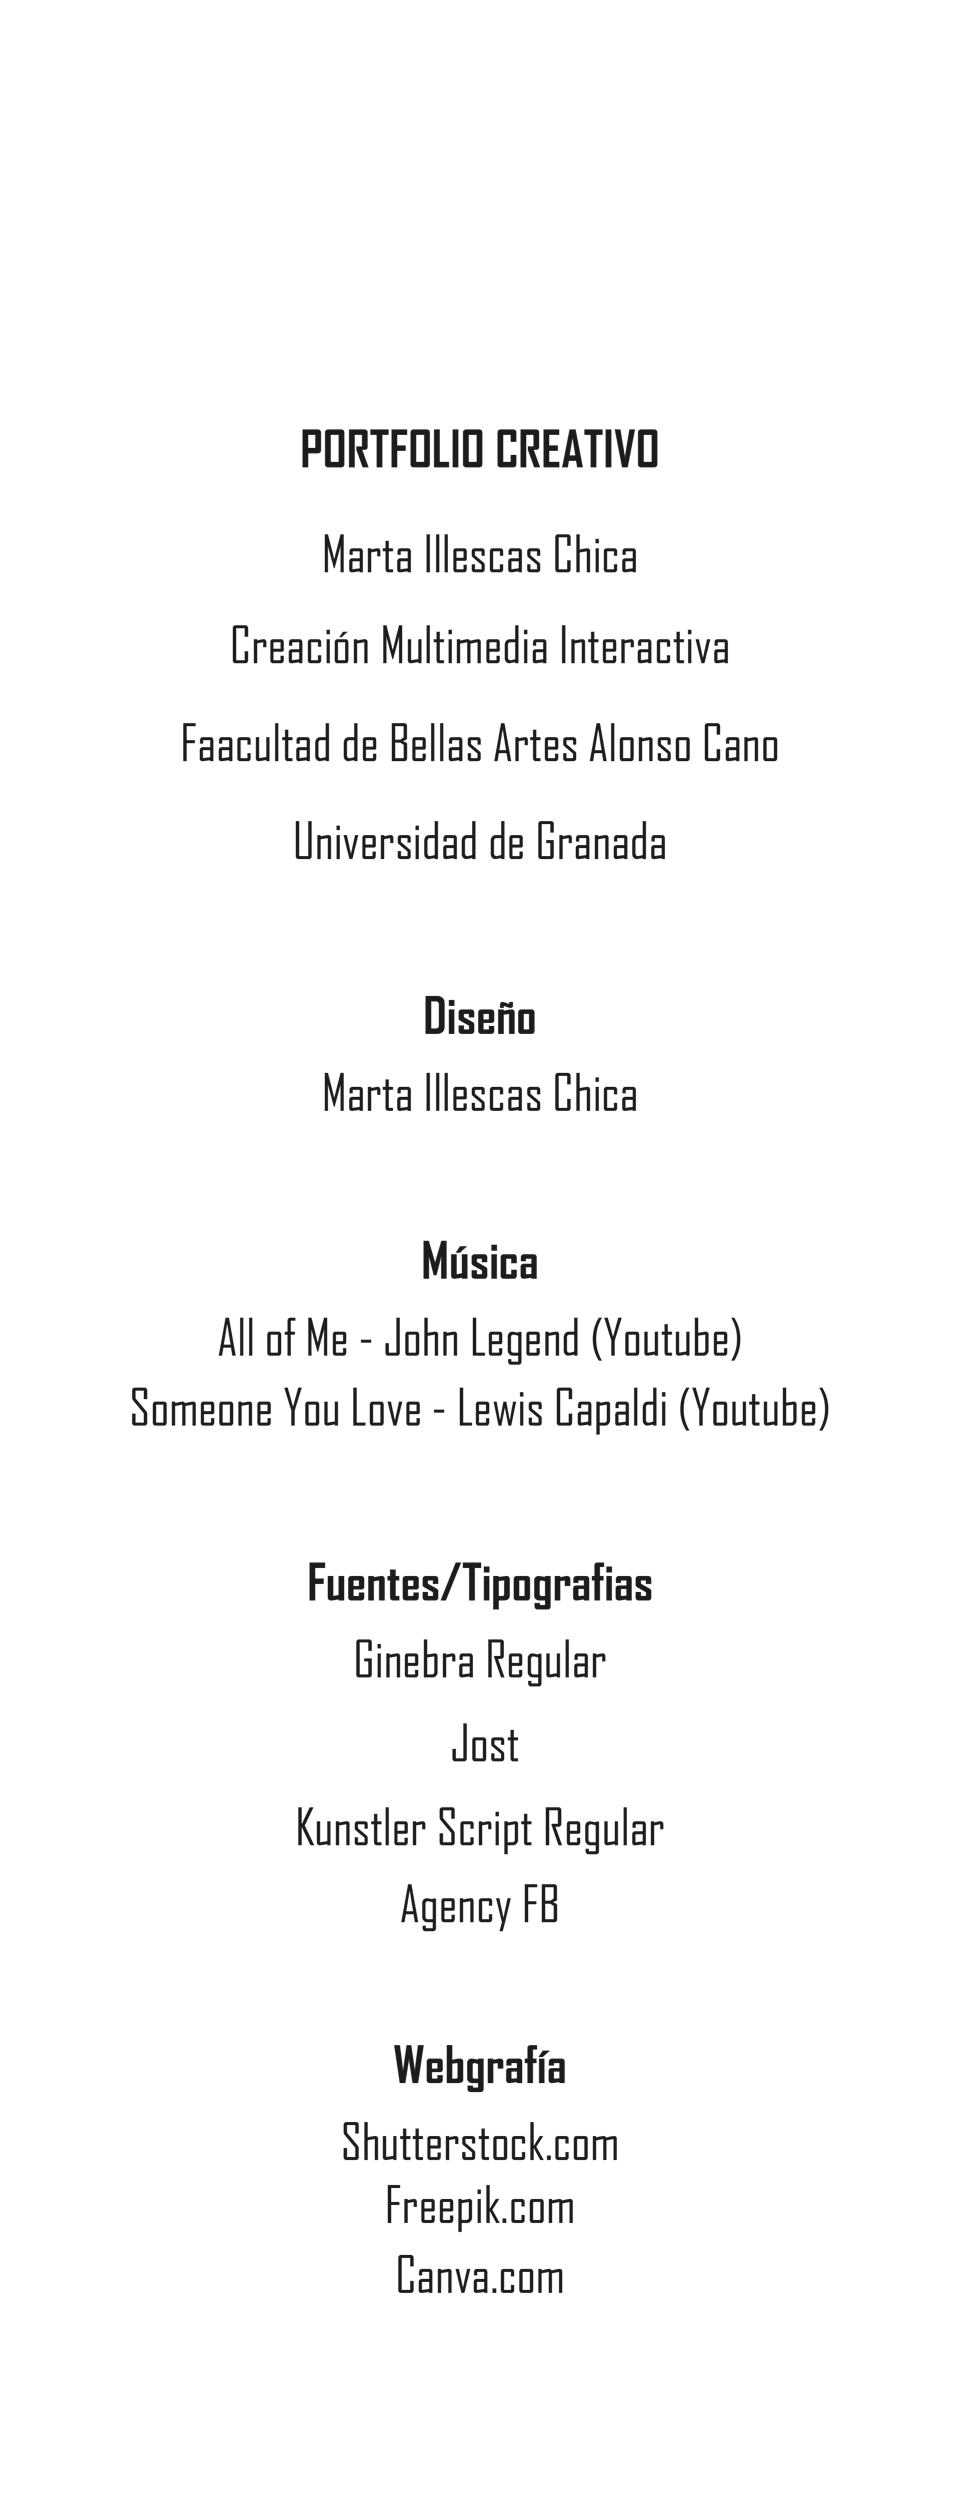 PORTFOLIO CREATIVO
Marta Illescas Chica
Creación Multimedia Interactiva
Faacultad de Bellas Artes Alonso Cano
Universidad de Granada
Diseño
Marta Illescas Chica
Música
All of Me - John Legend (Youtube)
Someone You Love - Lewis Capaldi (Youtube)
Fuentes/Tipografias
Ginebra Regular
Jost
Kunstler Script Regular
Agency FB
Webgrafía
Shutterstock.com
Freepik.com
Canva.com